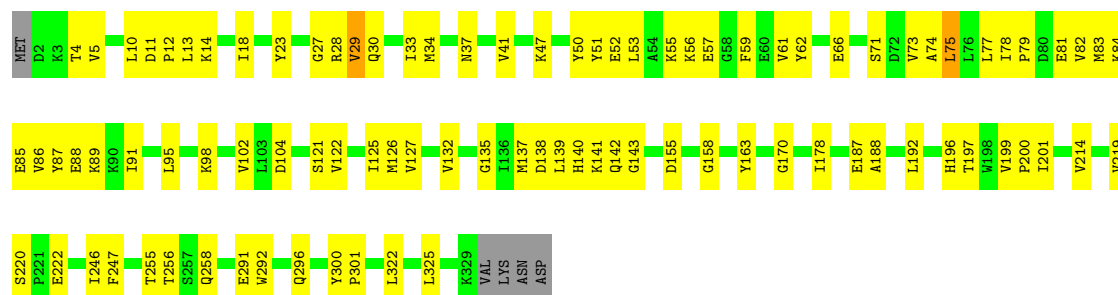 MET D2 K3 T4 V5 L10 D11 P12 L13 K14 I18 Y23 G27 R28 V29 Q30 I33 M34 N37 V41 K47 Y50 Y51 E52 L53 A54 K55 K56 E57 G58 F59 E60 V61 Y62 E66 S71 D72 V73 A74 L75 L76 L77 I78 P79 D80 E81 V82 M83 K84
E85 V86 Y87 E88 K89 K90 I91 L95 K98 V102 L103 D104 S121 V122 I125 M126 V127 V132 G135 I136 M137 D138 L139 H140 K141 Q142 G143 D155 G158 Y163 G170 I178 E187 A188 L192 H196 T197 W198 V199 P200 I201 V214 V219
S220 P221 E222 I246 F247 T255 T256 S257 Q258 E291 W292 Q296 Y300 P301 L322 L325 K329 VAL LYS ASN ASP